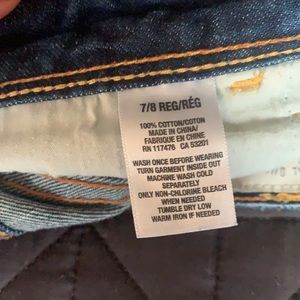 7/8 REG/RÉG
100% COTTON/COTON
MADE IN CHINA/
FABRIQUE EN CHINE
RN 117476 CA 53201
WASH ONCE BEFORE WEARING
TURN GARMENT INSIDE OUT
MACHINE WASH COLD
SEPARATELY
ONLY NON-CHLORINE BLEACH
WHEN NEEDED
TUMBLE DRY LOW
WARM IRON IF NEEDED